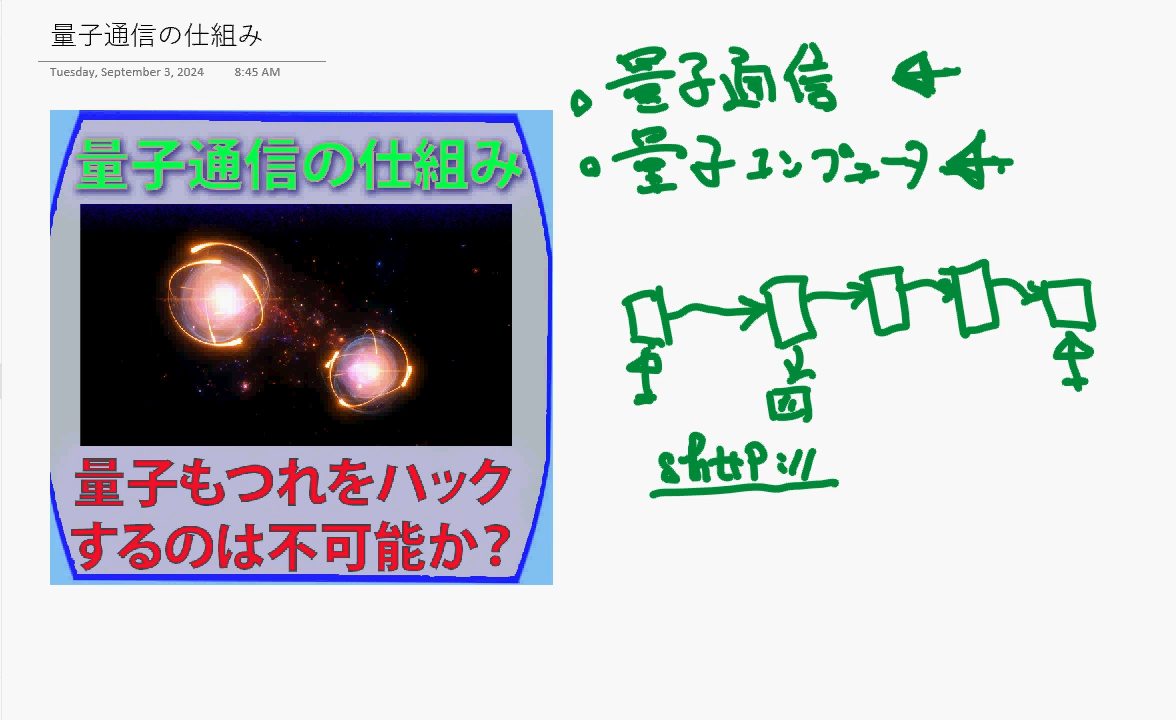 量子通信の仕組み
Tuesday, September 3, 2024 8:45 AM
量子通信の仕組み
量子もつれをハック
するのは不可能か?
量子通信
量子コンピュータ
shttp://